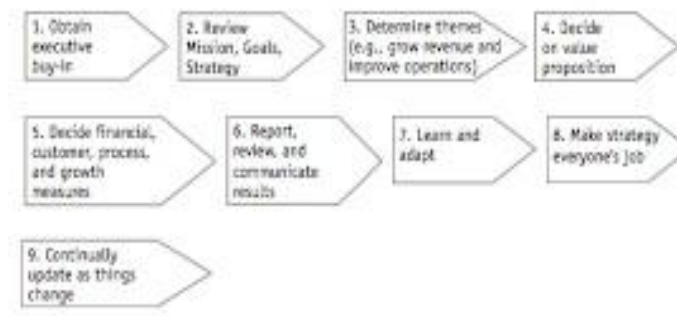 1. Obtain
executive
buy-in
2. Review
Mission, Goals,
Strategy
3. Determine themes
(e.g., grow revenue and
improve operations)
4. Decide
on value
proposition
5. Decide financial,
customer, process,
and growth
measures
6. Report,
review, and
communicate
results
7. Learn and
adapt
8. Make strategy
everyone's job
9. Continually
update as things
change